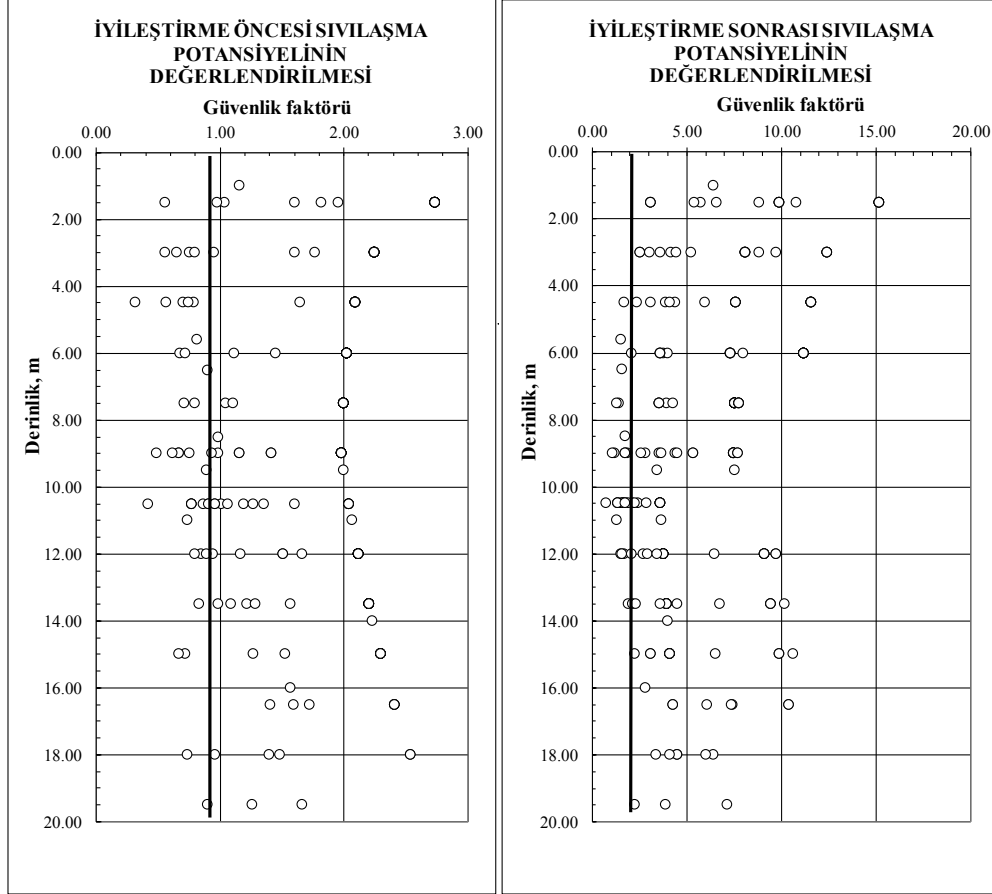 İYİLEŞTİRME ÖNCESİ SIVILAŞMA
POTANSİYELİNİN
DEĞERLENDİRİLMESİ
Güvenlik faktörü
0.00 1.00 2.00 3.00
0.00
2.00
4.00
6.00
8.00
10.00
12.00
14.00
16.00
18.00
20.00
Derinlik, m
İYİLEŞTİRME SONRASI SIVILAŞMA
POTANSİYELİNİN
DEĞERLENDİRİLMESİ
Güvenlik faktörü
0.00 5.00 10.00 15.00 20.00
0.00
2.00
4.00
6.00
8.00
10.00
12.00
14.00
16.00
18.00
20.00
Derinlik, m